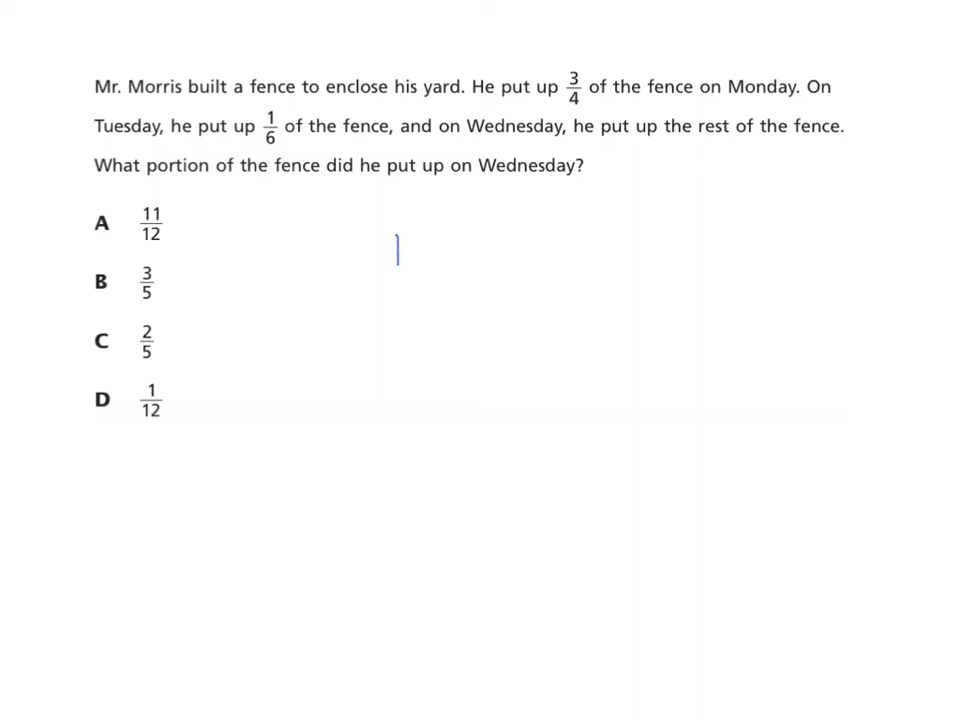 Mr. Morris built a fence to enclose his yard. He put up 3/4 of the fence on Monday. On
Tuesday, he put up 1/6 of the fence, and on Wednesday, he put up the rest of the fence.
What portion of the fence did he put up on Wednesday?
A 11/12
1
B 3/5
C 2/5
D 1/12